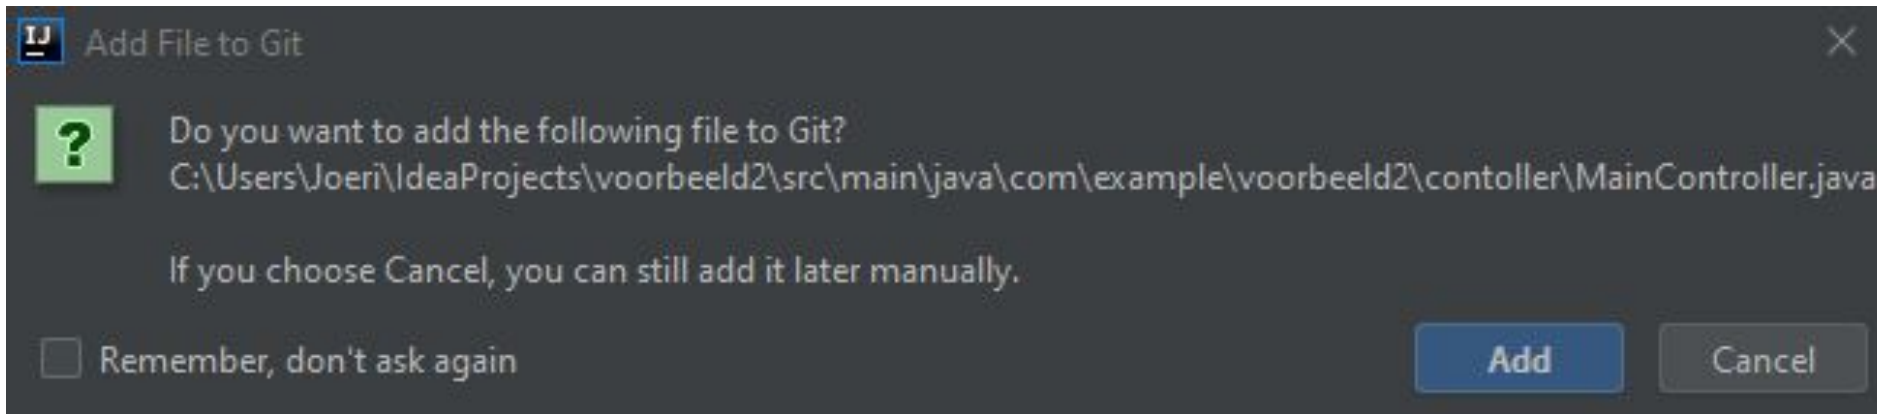 IJ
Add File to Git
?
Do you want to add the following file to Git?
C:\Users\Joeri\IdeaProjects\voorbeeld2\src\main\java\com\example\voorbeeld2\contoller\MainController.java
If you choose Cancel, you can still add it later manually.
Remember, don't ask again
Add
Cancel